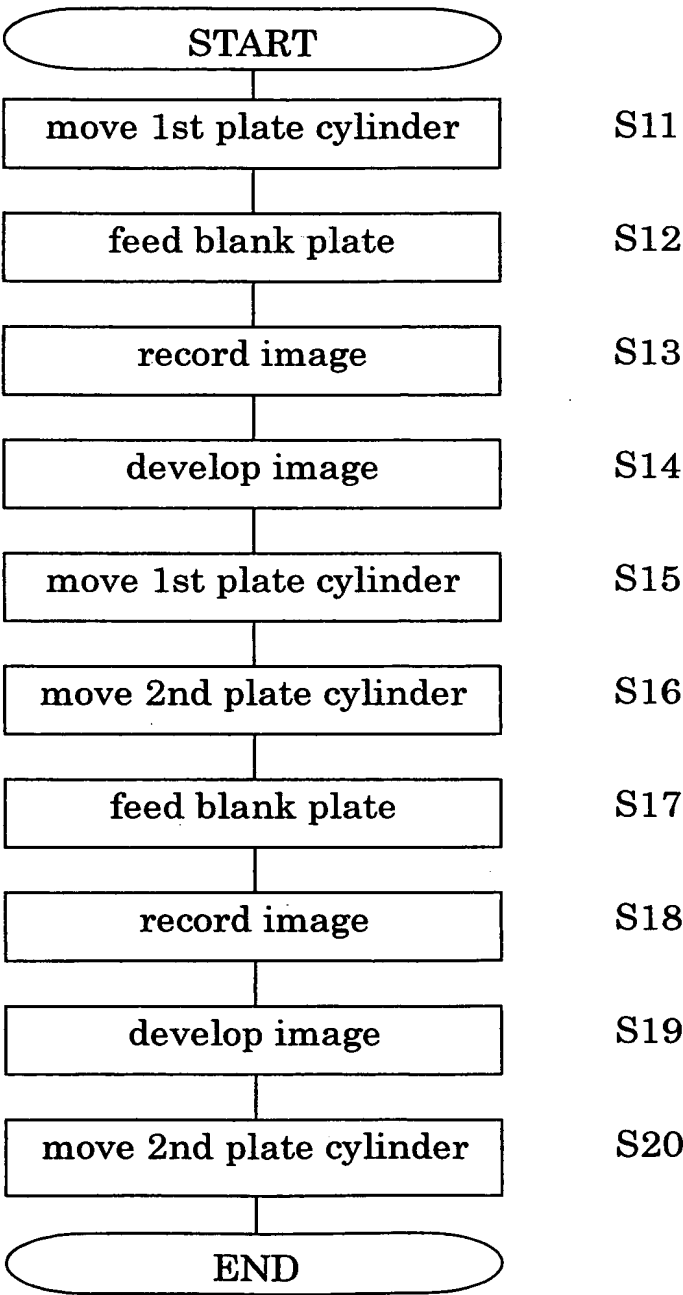 START
move 1st plate cylinder S11
feed blank plate S12
record image S13
develop image S14
move 1st plate cylinder S15
move 2nd plate cylinder S16
feed blank plate S17
record image S18
develop image S19
move 2nd plate cylinder S20
END